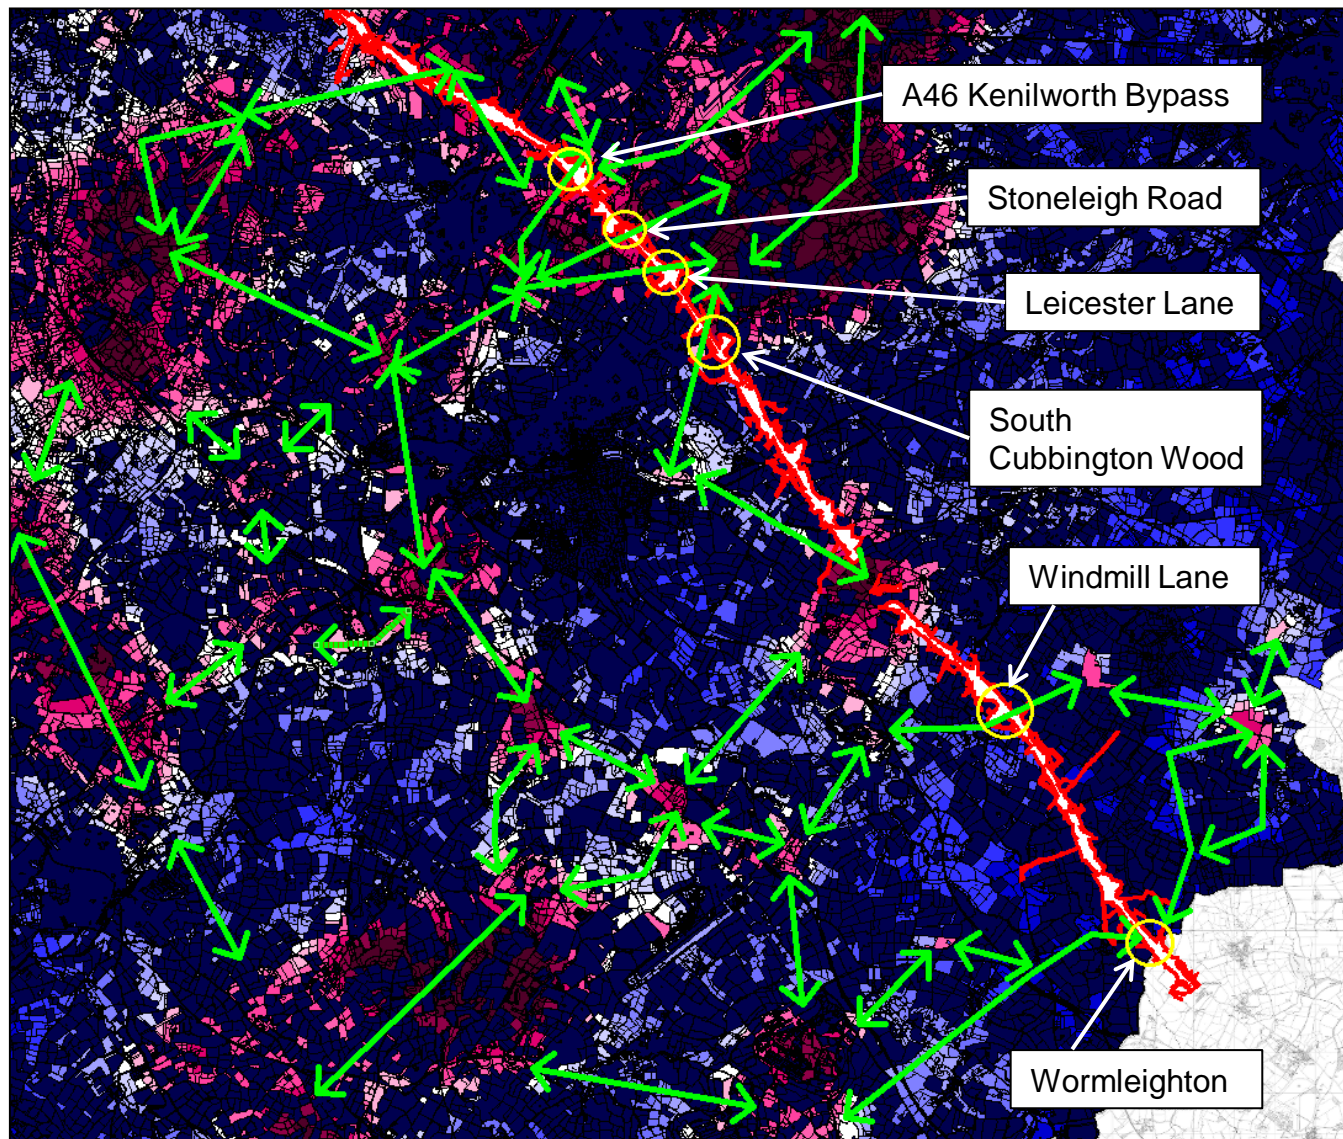 A46 Kenilworth Bypass
Stoneleigh Road
Leicester Lane
South
Cubbington Wood
Windmill Lane
Wormleighton